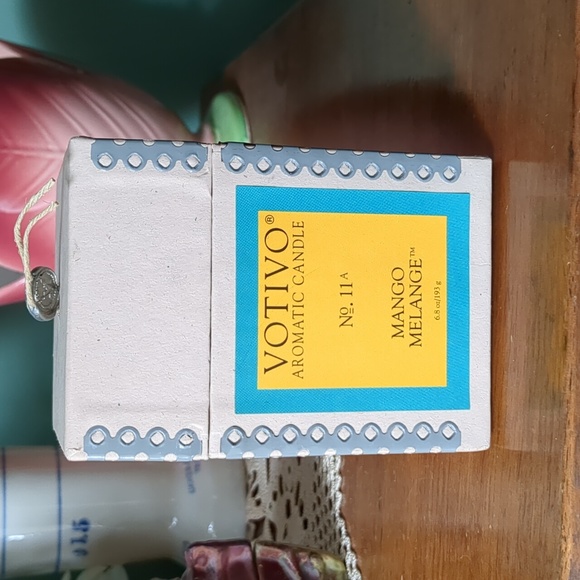 VOTIVO®
AROMATIC CANDLE
No. 11 A
MANGO
MELANGE™
6.8 oz/193 g